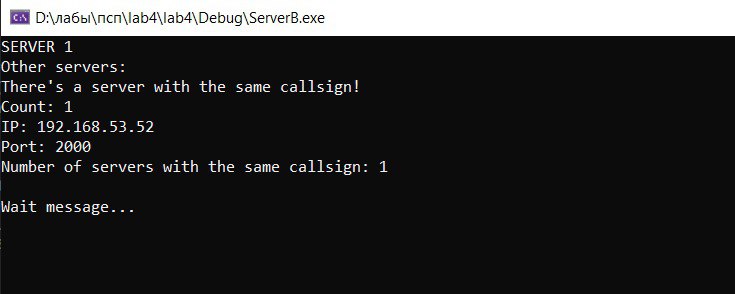 D:\лабы\псп\lab4\lab4\Debug\ServerB.exe
SERVER 1
Other servers:
There's a server with the same callsign!
Count: 1
IP: 192.168.53.52
Port: 2000
Number of servers with the same callsign: 1
Wait message...